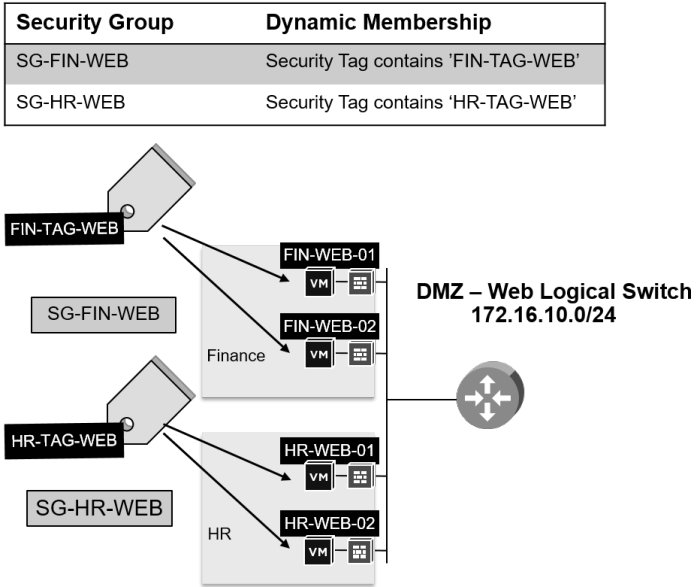 Security Group Dynamic Membership
SG-FIN-WEB Security Tag contains ’FIN-TAG-WEB’
SG-HR-WEB Security Tag contains ‘HR-TAG-WEB’
FIN-TAG-WEB
FIN-WEB-01
VM
SG-FIN-WEB
FIN-WEB-02
VM
Finance
DMZ – Web Logical Switch
172.16.10.0/24
HR-TAG-WEB
HR-WEB-01
VM
SG-HR-WEB
HR-WEB-02
VM
HR